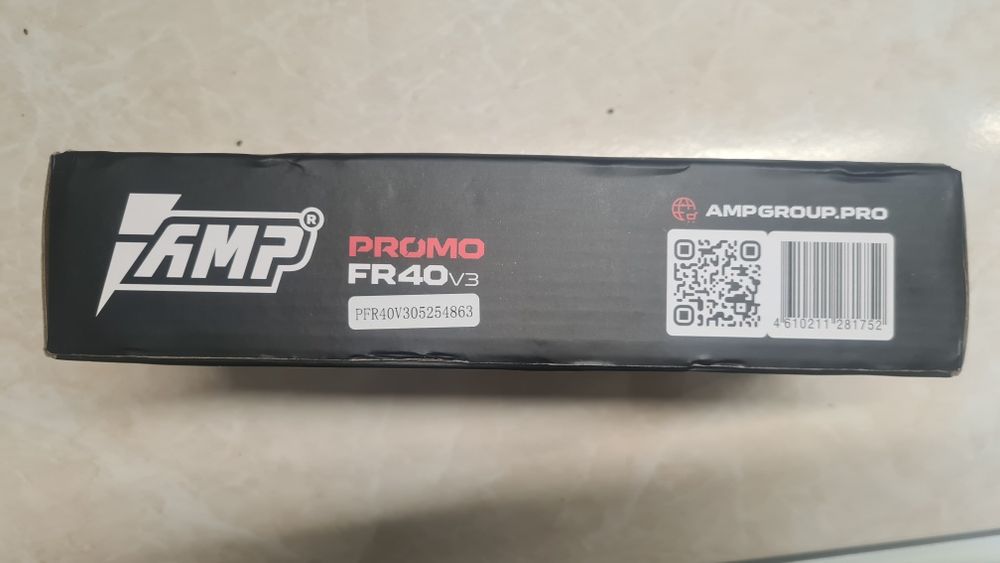 AMP®
PROMO
FR40V3
PFR40V305254863
AMPGROUP.PRO
4 610211 281752